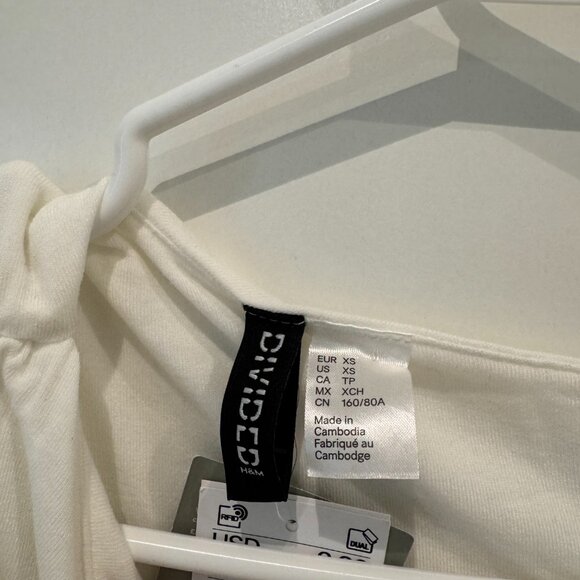 DIVIDED
H&M
EUR XS
US XS
CA TP
MX XCH
CN 160/80A
Made in
Cambodia
Fabriqué au
Cambodge
RFID
DUAL
USD